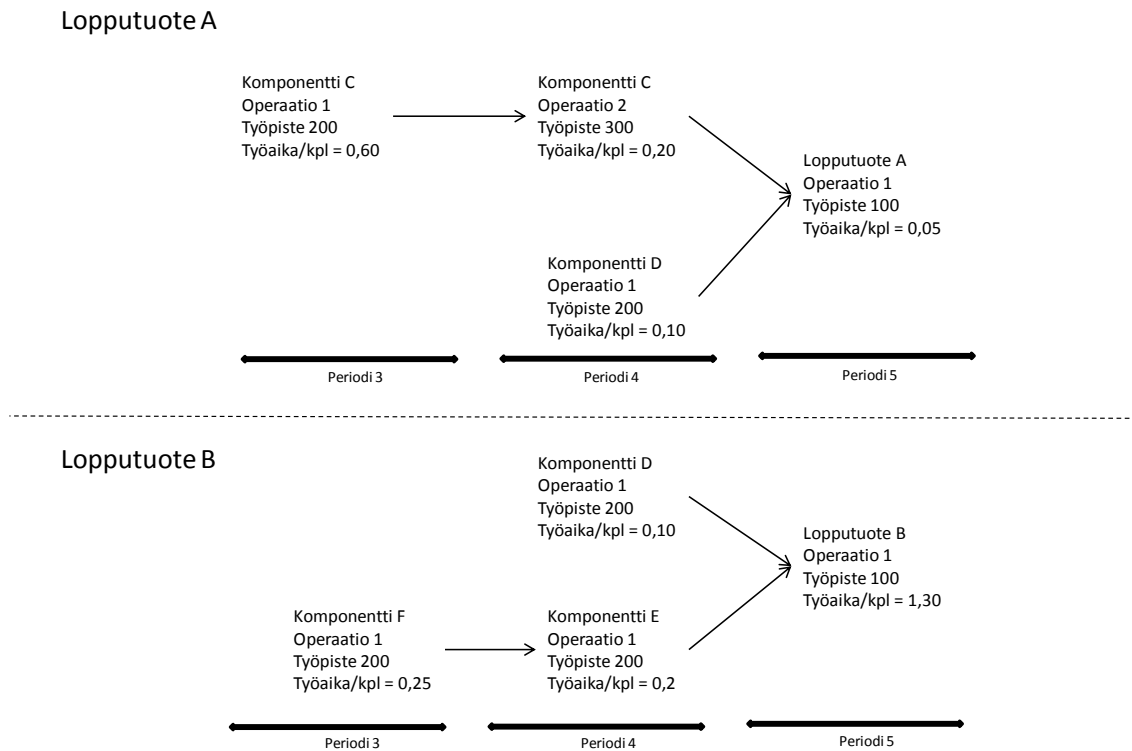 Lopputuote A
Komponentti C
Operaatio 1
Työpiste 200
Työaika/kpl = 0,60
Komponentti C
Operaatio 2
Työpiste 300
Työaika/kpl = 0,20
Lopputuote A
Operaatio 1
Työpiste 100
Työaika/kpl = 0,05
Komponentti D
Operaatio 1
Työpiste 200
Työaika/kpl = 0,10
Periodi 3
Periodi 4
Periodi 5
Lopputuote B
Komponentti D
Operaatio 1
Työpiste 200
Työaika/kpl = 0,10
Lopputuote B
Operaatio 1
Työpiste 100
Työaika/kpl = 1,30
Komponentti F
Operaatio 1
Työpiste 200
Työaika/kpl = 0,25
Komponentti E
Operaatio 1
Työpiste 200
Työaika/kpl = 0,2
Periodi 3
Periodi 4
Periodi 5